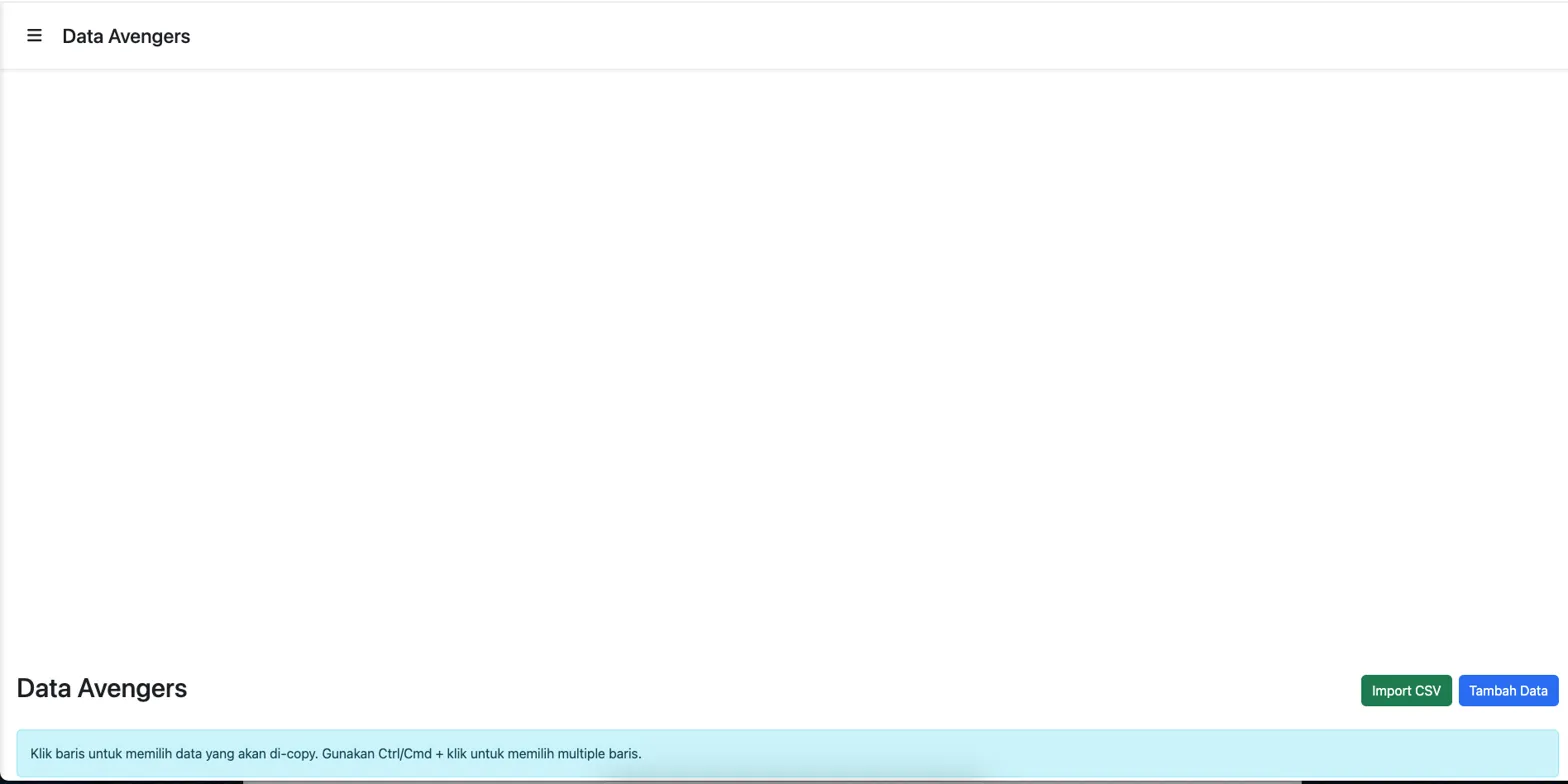 Data Avengers
Data Avengers
Import CSV
Tambah Data
Klik baris untuk memilih data yang akan di-copy. Gunakan Ctrl/Cmd + klik untuk memilih multiple baris.